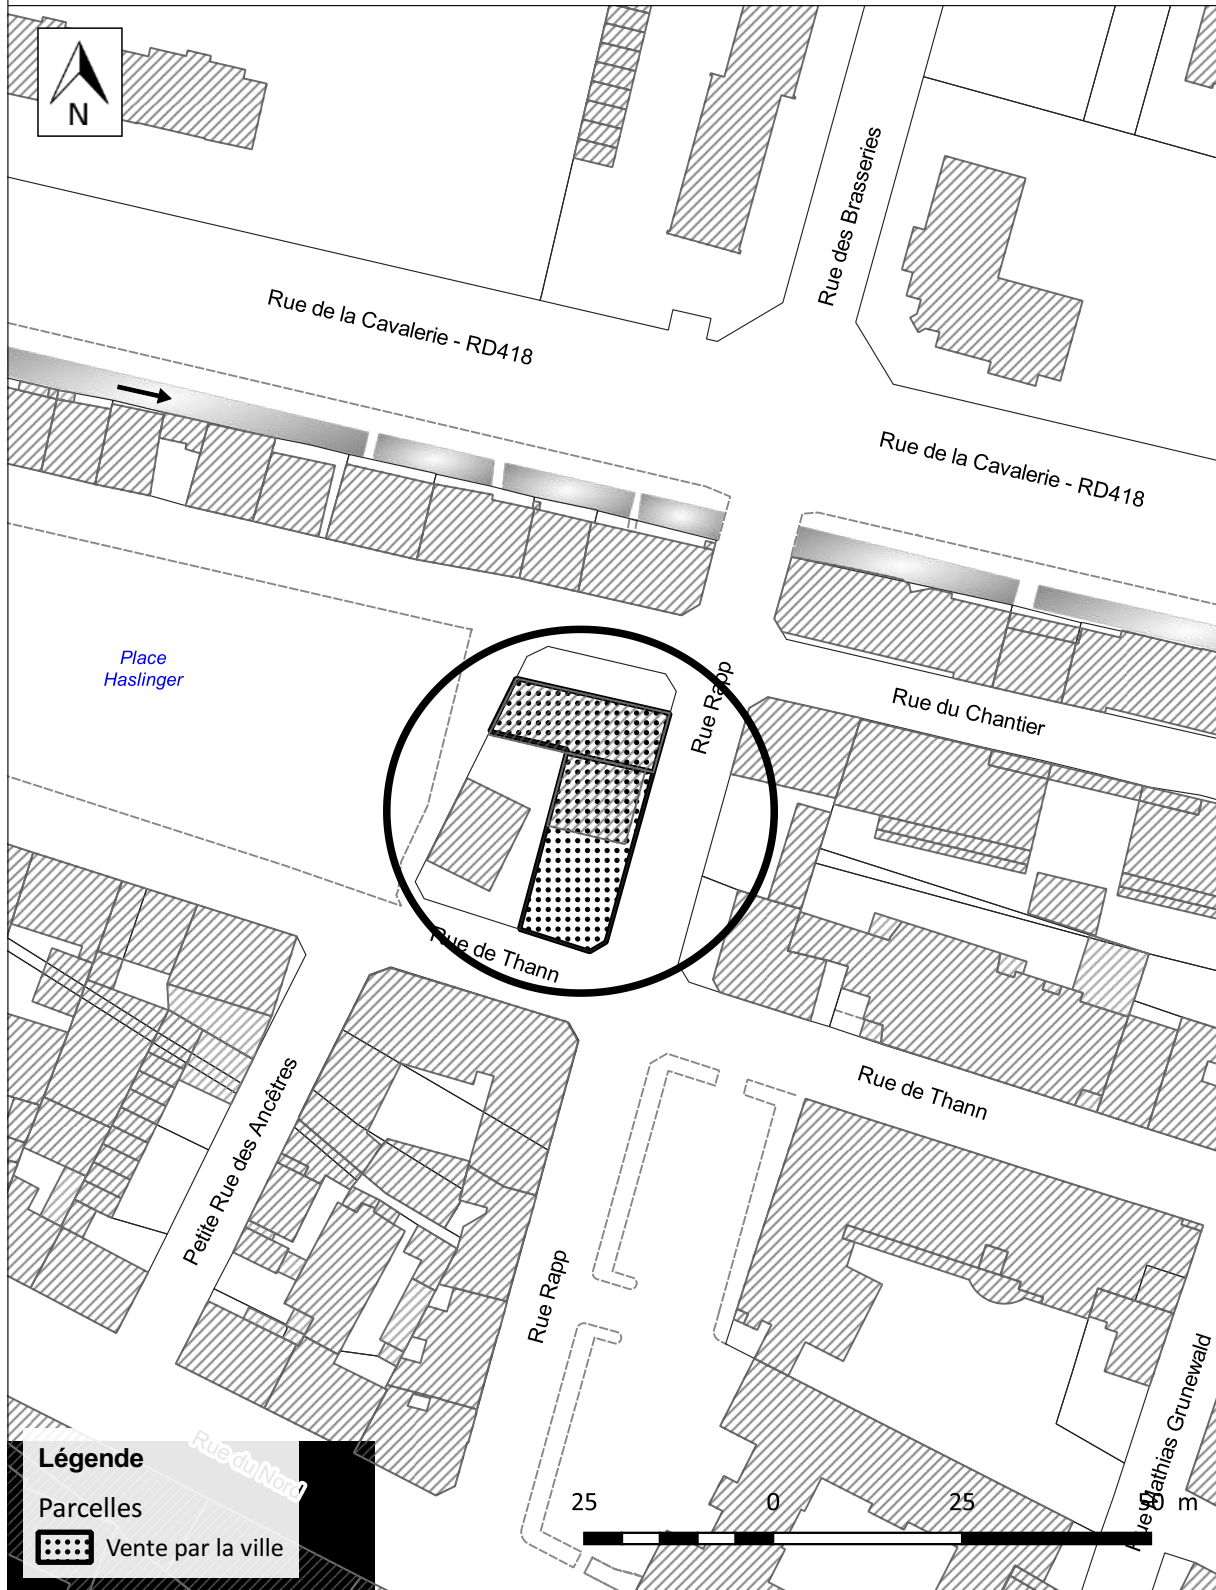 N
Rue des Brasseries
Rue de la Cavalerie - RD418
Rue de la Cavalerie - RD418
Place
Haslinger
Rue Rapp
Rue du Chantier
Rue de Thann
Rue de Thann
Petite Rue des Ancêtres
Rue Rapp
Rue Mathias Grunewald
Rue du Nord
Légende
Parcelles
Vente par la ville
25 0 25 50 m